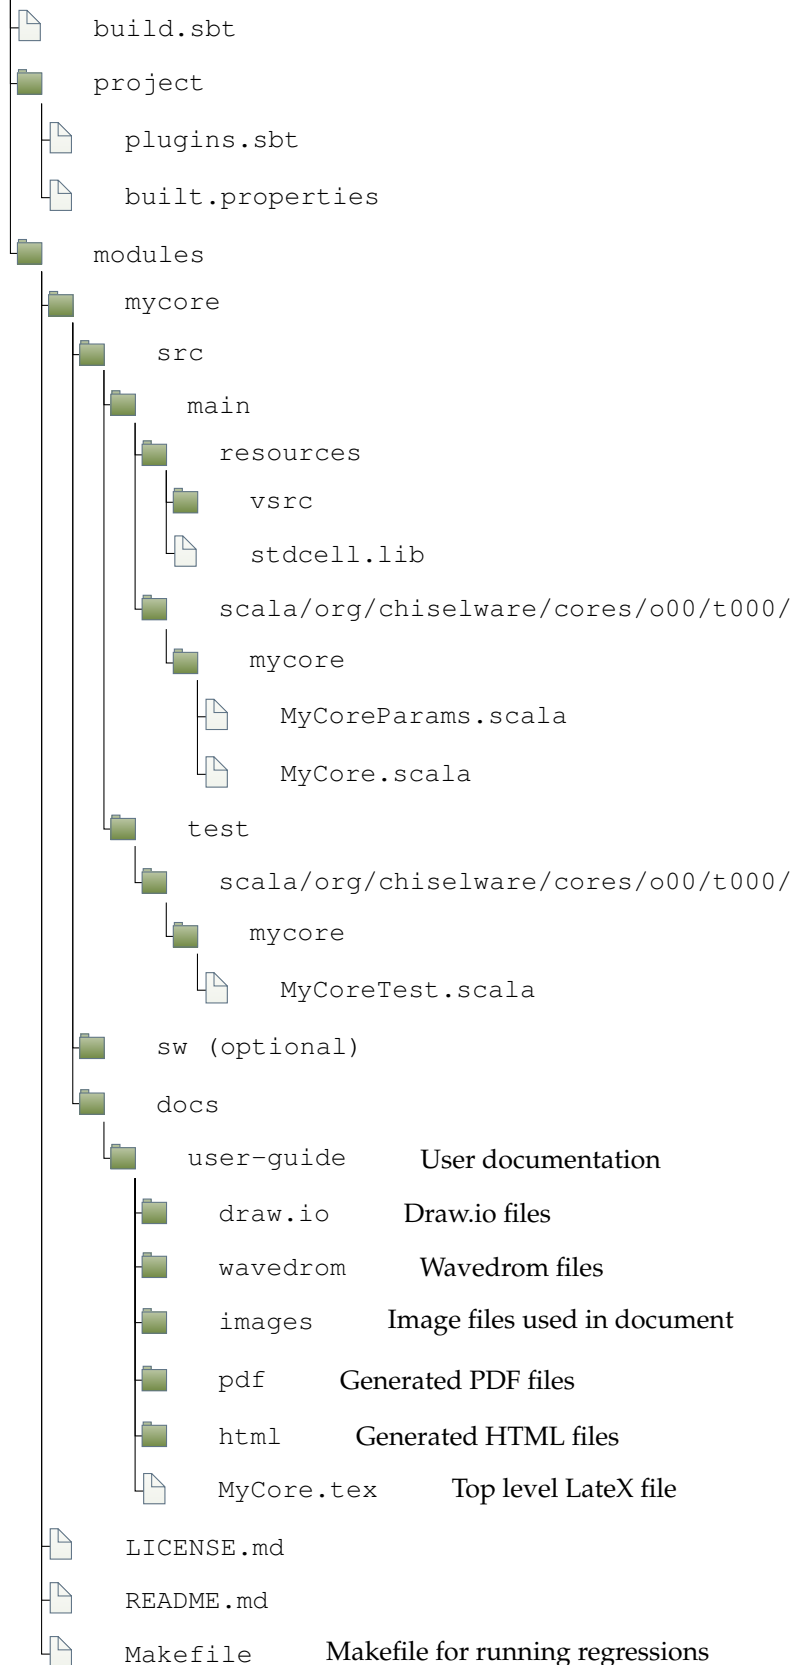 build.sbt
project
plugins.sbt
built.properties
modules
mycore
src
main
resources
vsrc
stdcell.lib
scala/org/chiselware/cores/o00/t000/
mycore
MyCoreParams.scala
MyCore.scala
test
scala/org/chiselware/cores/o00/t000/
mycore
MyCoreTest.scala
sw (optional)
docs
user-guide User documentation
draw.io Draw.io files
wavedrom Wavedrom files
images Image files used in document
pdf Generated PDF files
html Generated HTML files
MyCore.tex Top level LateX file
LICENSE.md
README.md
Makefile Makefile for running regressions